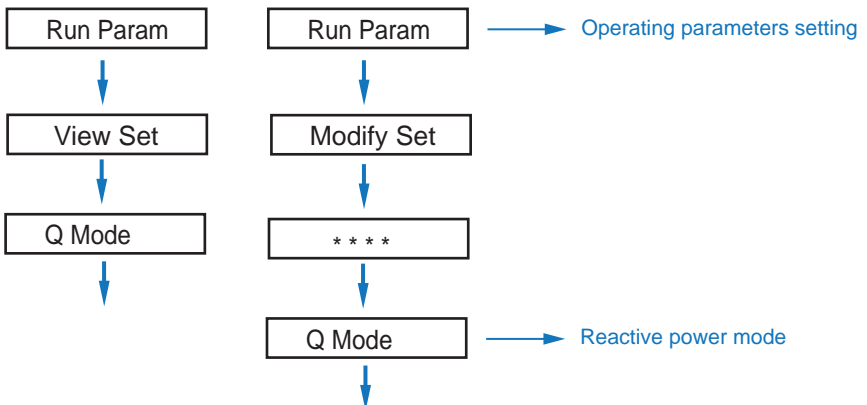 Run Param
Run Param
Operating parameters setting
View Set
Modify Set
Q Mode
* * * *
Q Mode
Reactive power mode